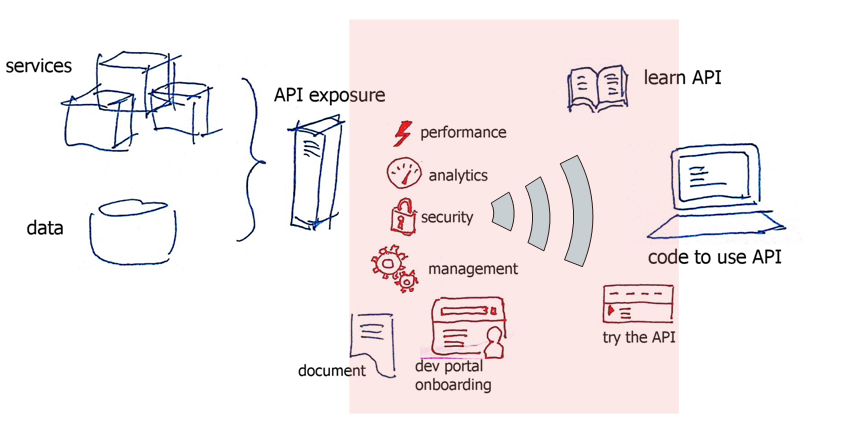 services
API exposure
learn API
performance
analytics
security
data
management
code to use API
document
dev portal
onboarding
try the API